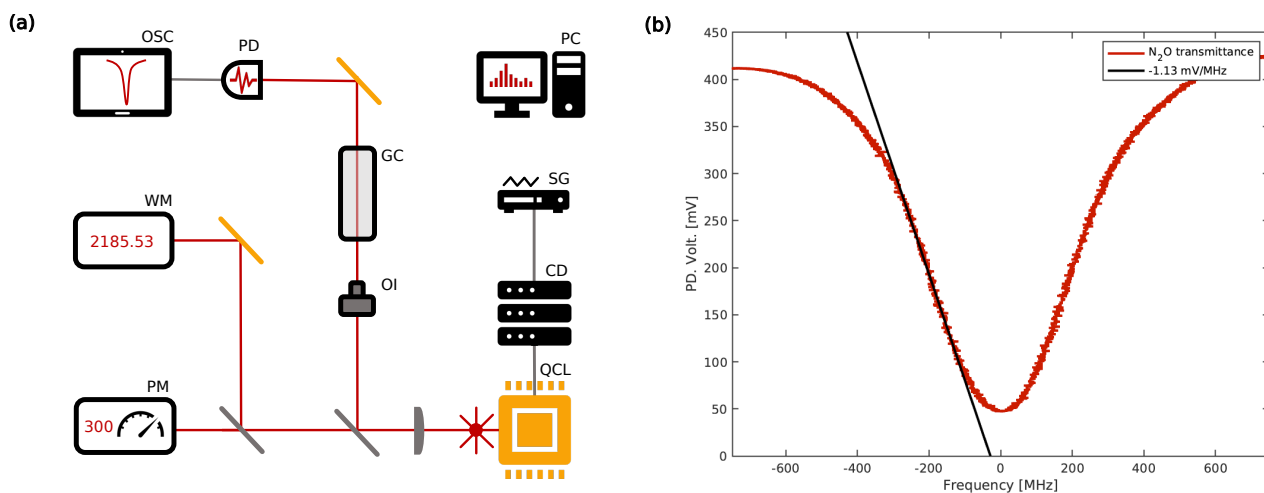 (a)
OSC
PD
PC
GC
WM
2185.53
SG
OI
CD
PM
300
QCL
(b)
450
400
350
300
250
200
150
100
50
0
PD. Volt. [mV]
N2O transmittance
-1.13 mV/MHz
-600 -400 -200 0 200 400 600
Frequency [MHz]